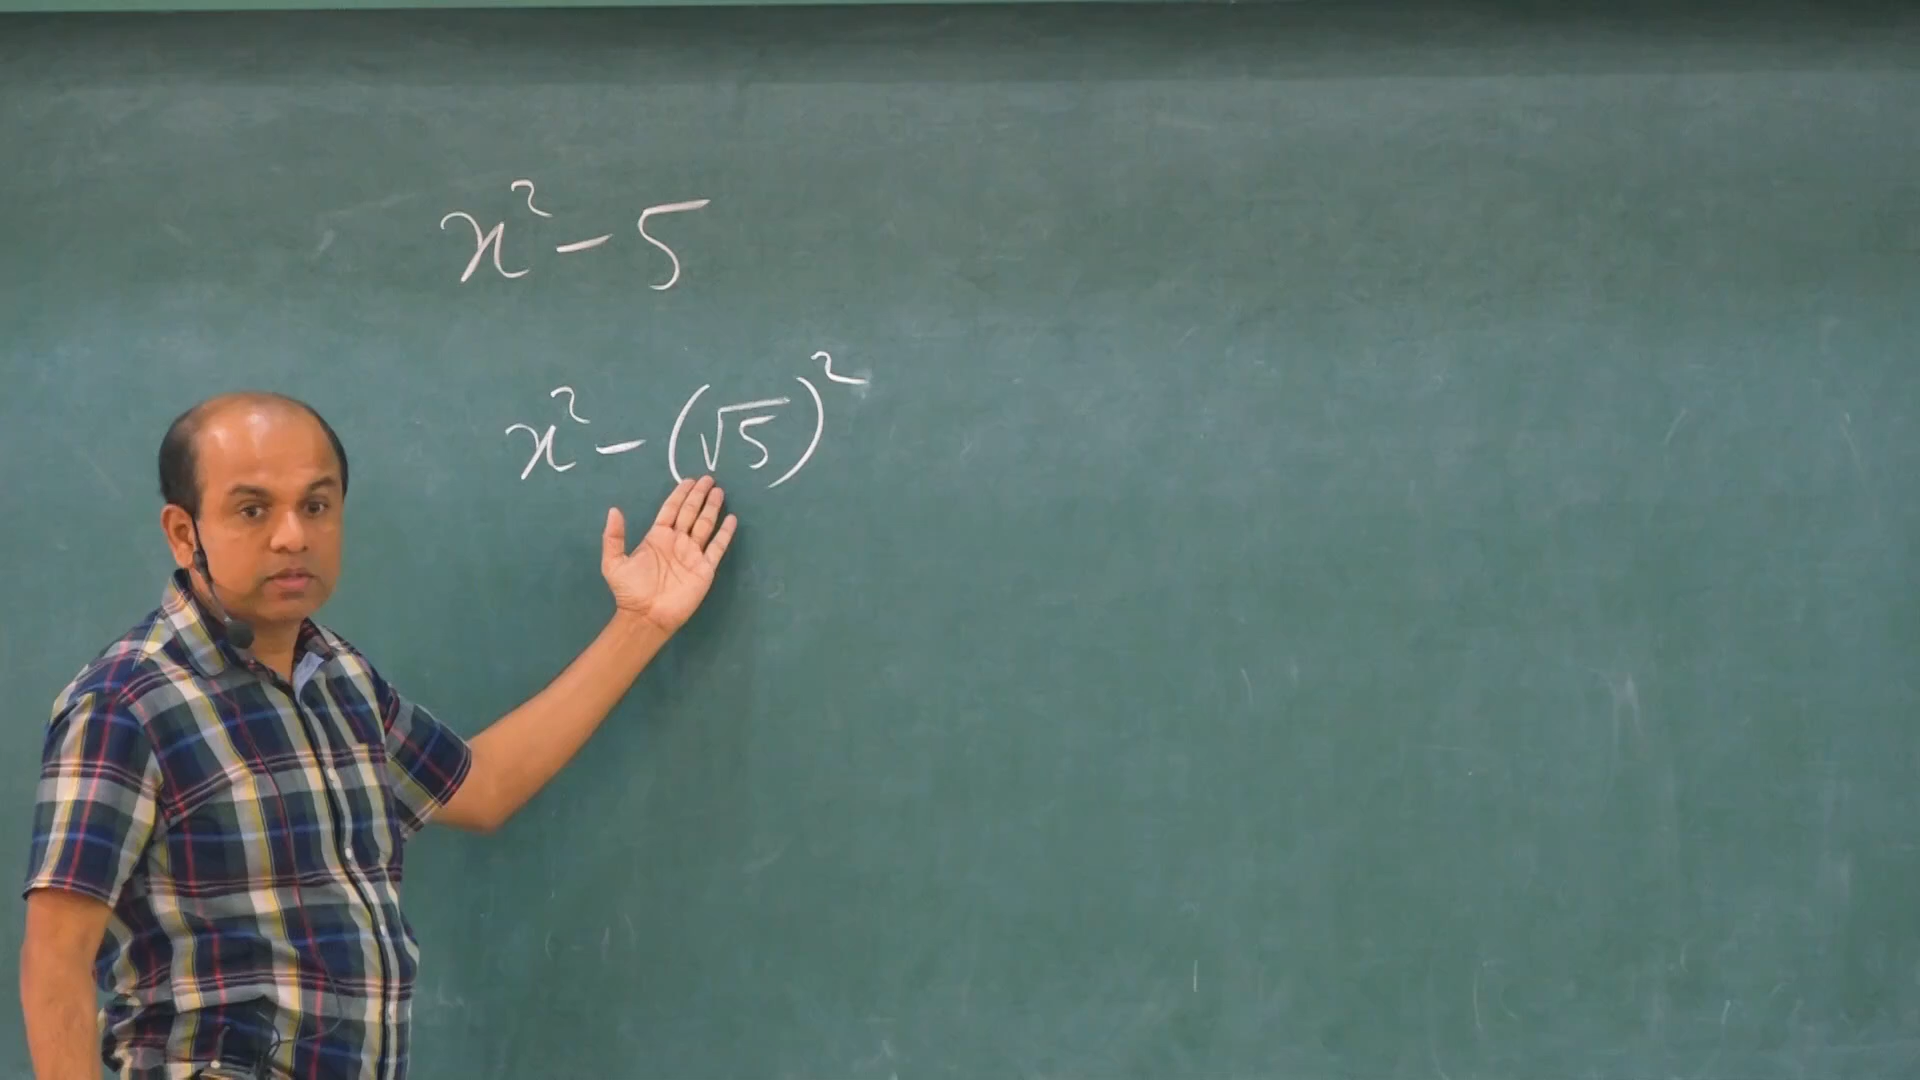 x² - 5
x² - (√5)²